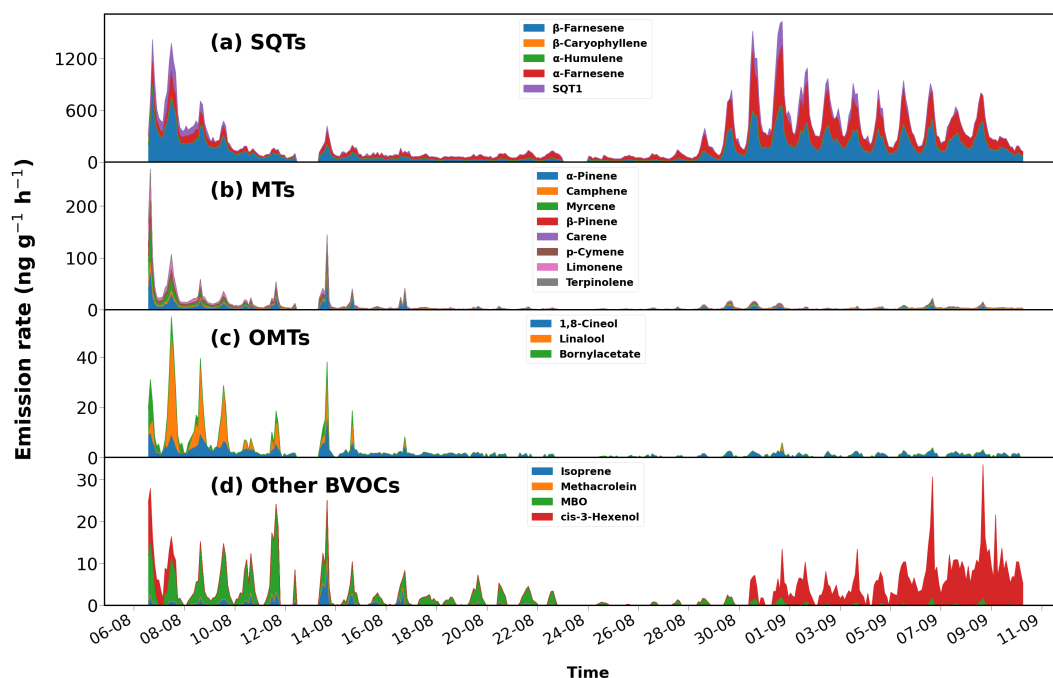 (a) SQTs
β-Farnesene
β-Caryophyllene
α-Humulene
α-Farnesene
SQT1
1200
600
0
(b) MTs
α-Pinene
Camphene
Myrcene
β-Pinene
Carene
p-Cymene
Limonene
Terpinolene
200
100
0
(c) OMTs
1,8-Cineol
Linalool
Bornylacetate
40
20
0
(d) Other BVOCs
Isoprene
Methacrolein
MBO
cis-3-Hexenol
30
20
10
0
Emission rate (ng g⁻¹ h⁻¹)
06-08 08-08 10-08 12-08 14-08 16-08 18-08 20-08 22-08 24-08 26-08 28-08 30-08 01-09 03-09 05-09 07-09 09-09 11-09
Time